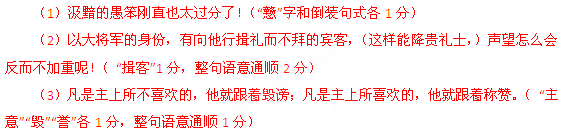 （1）汲黯的愚笨刚直也太过分了！（“戆”字和倒装句式各 1 分）
（2）以大将军的身份，有向他行揖礼而不拜的宾客，（这样能降贵礼士，）声望怎么会
反而不加重呢！（ “揖客”1 分，整句语意通顺 2 分）
（3）凡是主上所不喜欢的，他就跟着毁谤；凡是主上所喜欢的，他就跟着称赞。（ “主
意”“毁”“誉”各 1 分，整句语意通顺 1 分）